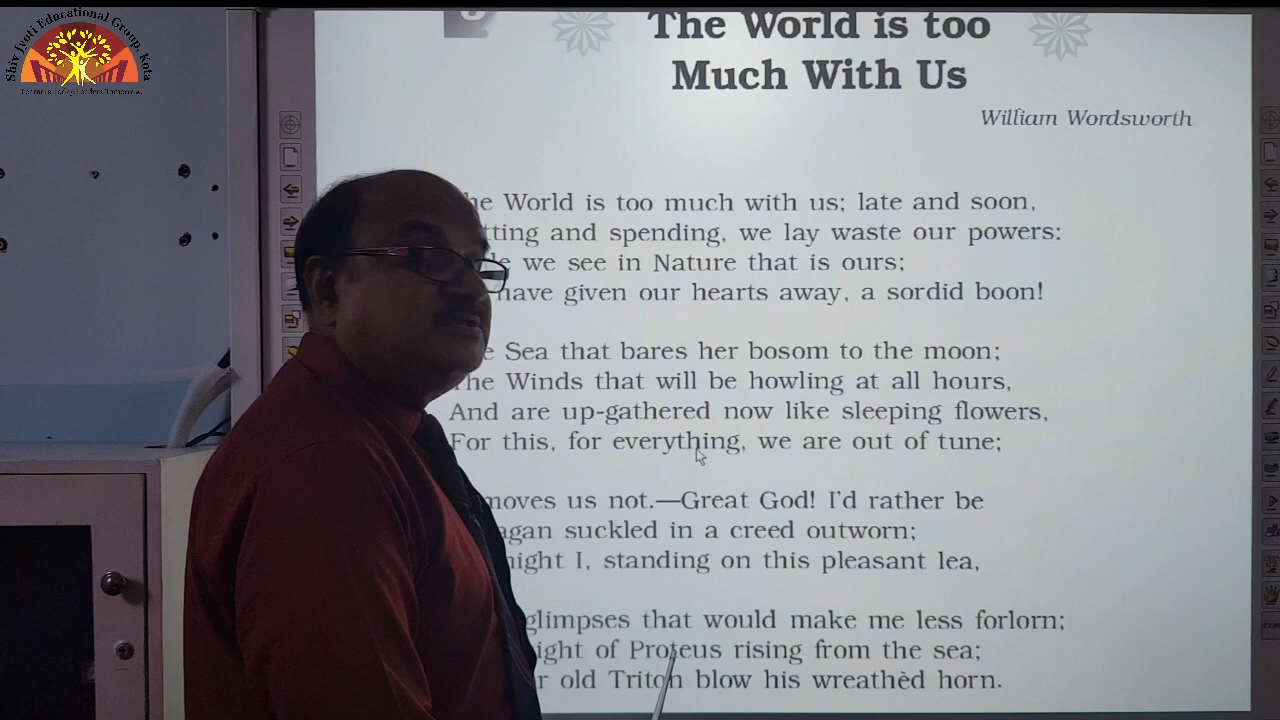 Shiv Jyoti Educational Group, Kota
The World is too
Much With Us
William Wordsworth
he World is too much with us; late and soon,
tting and spending, we lay waste our powers:
le we see in Nature that is ours;
have given our hearts away, a sordid boon!
e Sea that bares her bosom to the moon;
The Winds that will be howling at all hours,
And are up-gathered now like sleeping flowers,
For this, for everything, we are out of tune;
moves us not.—Great God! I'd rather be
agan suckled in a creed outworn;
night I, standing on this pleasant lea,
glimpses that would make me less forlorn;
ight of Proteus rising from the sea;
r old Triton blow his wreathèd horn.